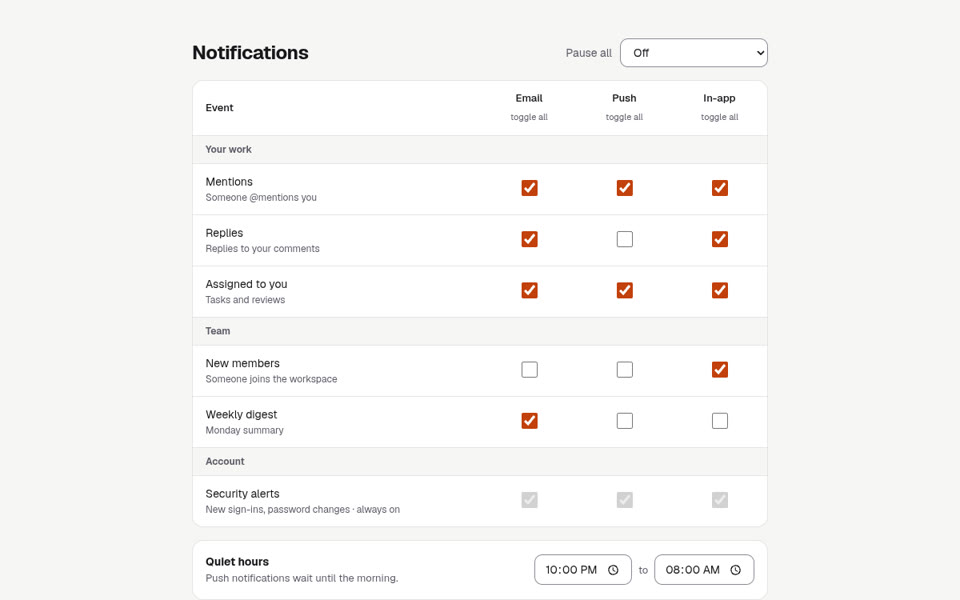 Notifications
Pause all
Off
Event
Email
Push
In-app
toggle all
toggle all
toggle all
Your work
Mentions
Someone @mentions you
Replies
Replies to your comments
Assigned to you
Tasks and reviews
Team
New members
Someone joins the workspace
Weekly digest
Monday summary
Account
Security alerts
New sign-ins, password changes · always on
Quiet hours
Push notifications wait until the morning.
10:00 PM
to
08:00 AM